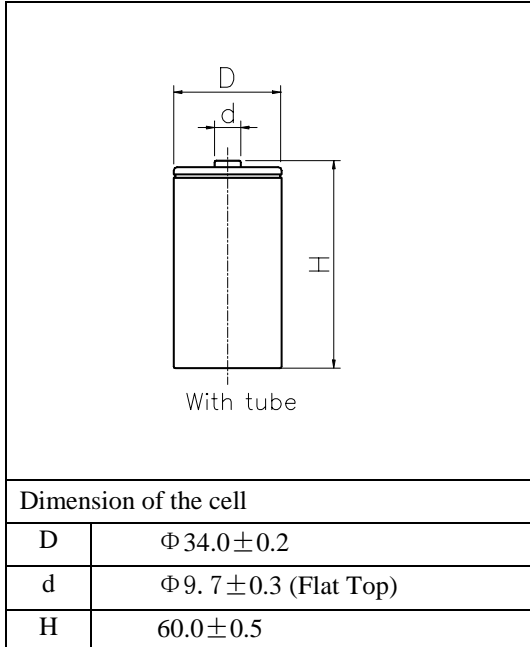 D
d
H
With tube
Dimension of the cell
D Φ34.0±0.2
d Φ9. 7±0.3 (Flat Top)
H 60.0±0.5